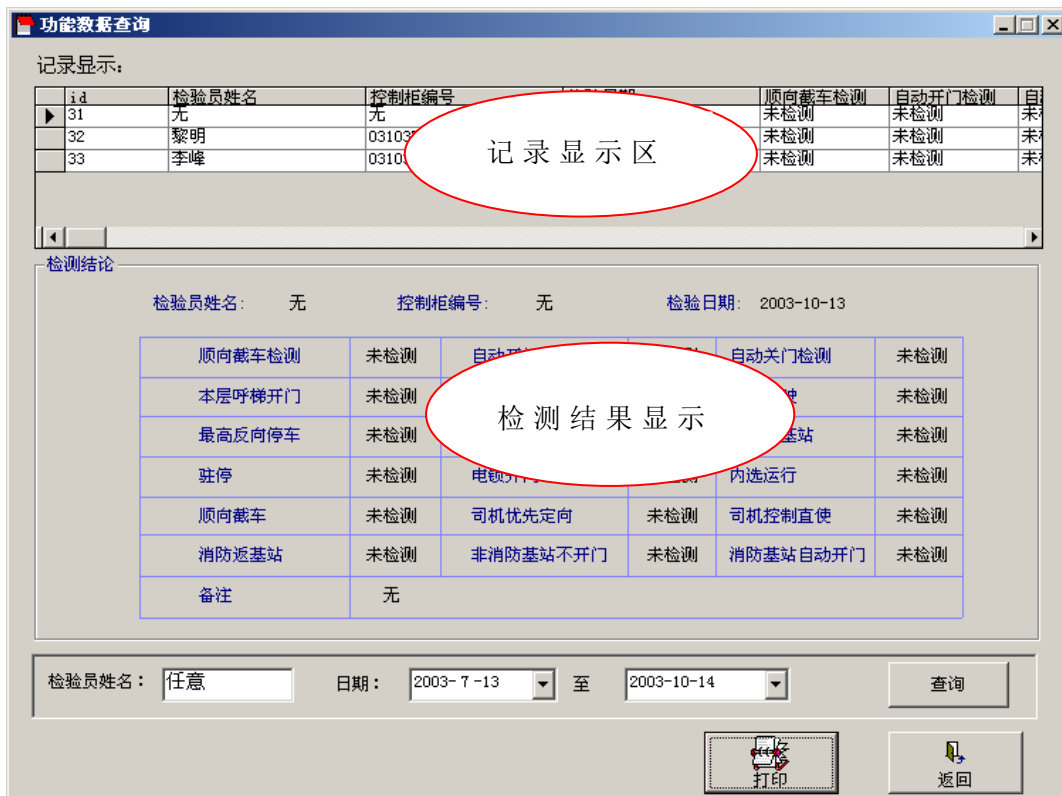 功能数据查询
记录显示:
id 检验员姓名 控制柜编号 顺向截车检测 自动开门检测
31 无 无 未检测 未检测
32 黎明 03103 未检测 未检测
33 李峰 0310 未检测 未检测
记录显示区
检测结论
检验员姓名: 无 控制柜编号: 无 检验日期: 2003-10-13
顺向截车检测 未检测 自动关门检测 未检测
本层呼梯开门 未检测 未检测
检测结果显示
最高反向停车 未检测 基站 未检测
驻停 未检测 内选运行 未检测
顺向截车 未检测 司机优先定向 未检测 司机控制直使 未检测
消防返基站 未检测 非消防基站不开门 未检测 消防基站自动开门 未检测
备注 无
检验员姓名: 任意 日期: 2003-7-13 至 2003-10-14 查询
打印 返回